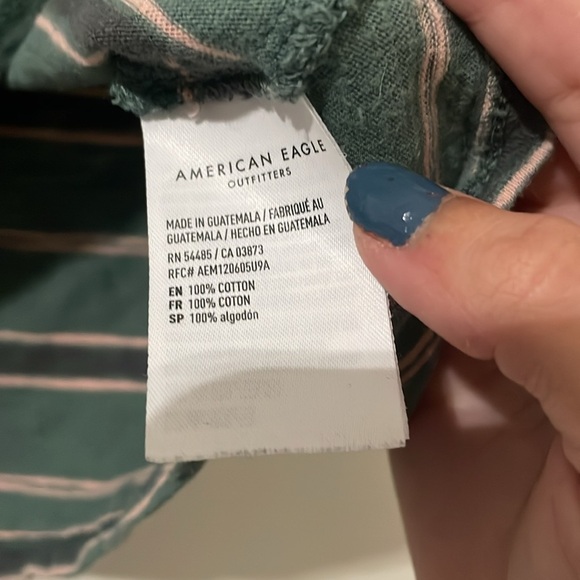 AMERICAN EAGLE
OUTFITTERS
MADE IN GUATEMALA / FABRIQUÉ AU
GUATEMALA / HECHO EN GUATEMALA
RN 54485 / CA 03873
RFC# AEM120605U9A
EN 100% COTTON
FR 100% COTON
SP 100% algodón